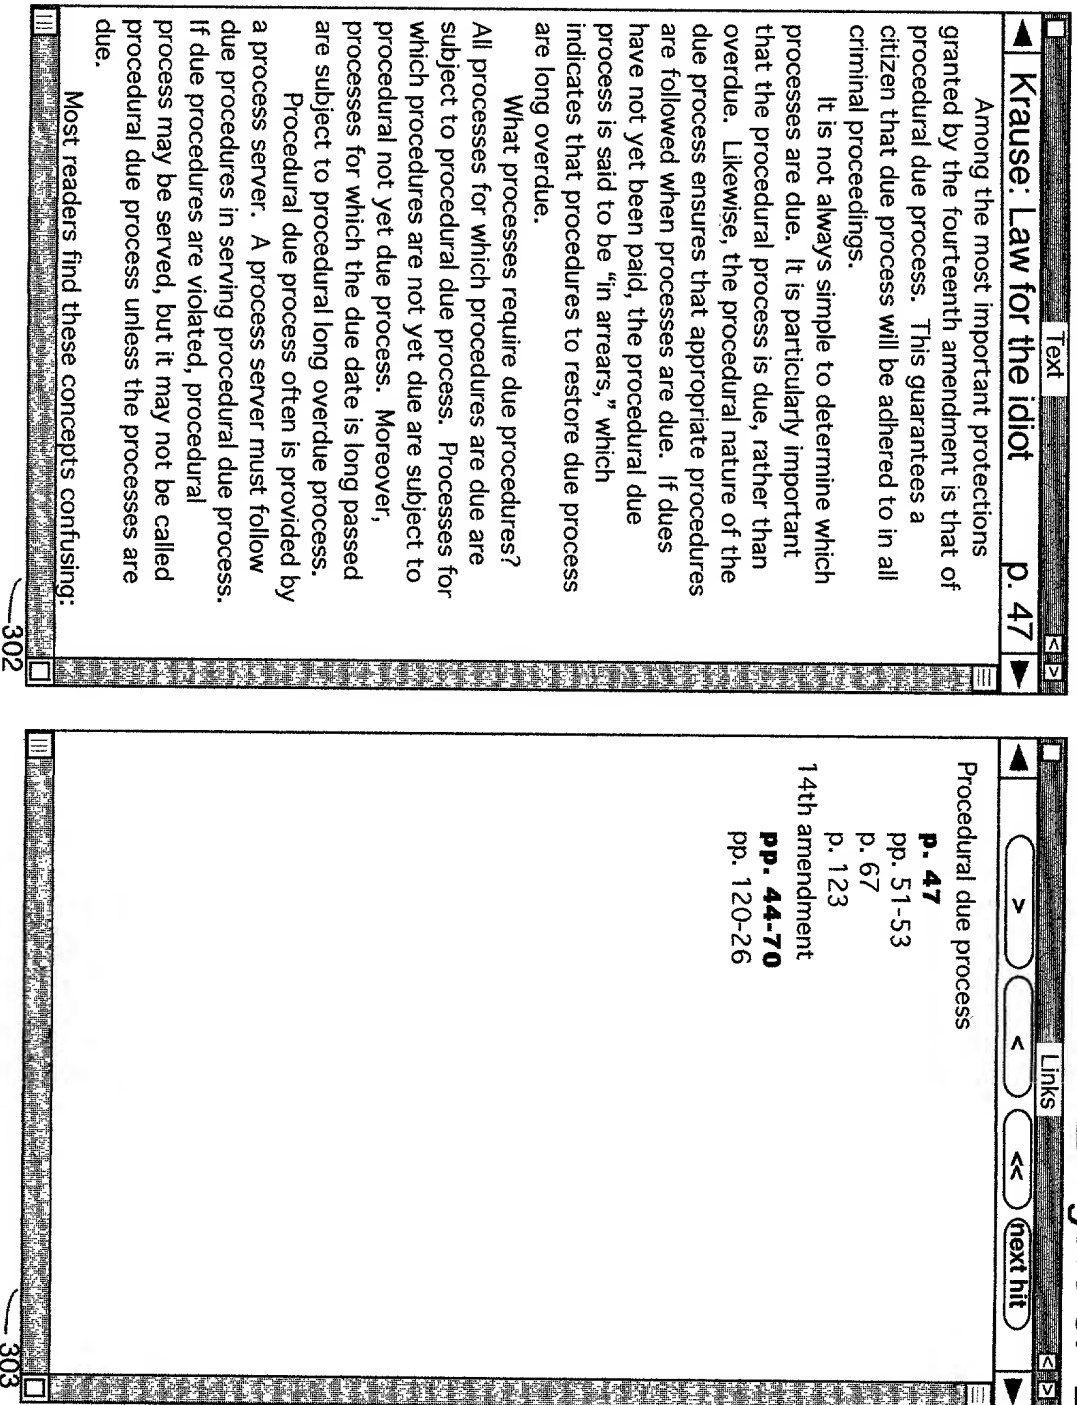 Text
< >
Krause: Law for the idiot p. 47
Among the most important protections
granted by the fourteenth amendment is that of
procedural due process. This guarantees a
citizen that due process will be adhered to in all
criminal proceedings.
It is not always simple to determine which
processes are due. It is particularly important
that the procedural process is due, rather than
overdue. Likewise, the procedural nature of the
due process ensures that appropriate procedures
are followed when processes are due. If dues
have not yet been paid, the procedural due
process is said to be “in arrears,” which
indicates that procedures to restore due process
are long overdue.
What processes require due procedures?
All processes for which procedures are due are
subject to procedural due process. Processes for
which procedures are not yet due are subject to
procedural not yet due process. Moreover,
processes for which the due date is long passed
are subject to procedural long overdue process.
Procedural due process often is provided by
a process server. A process server must follow
due procedures in serving procedural due process.
If due procedures are violated, procedural
process may be served, but it may not be called
procedural due process unless the processes are
due.
Most readers find these concepts confusing:
302
Links
< >
> < << next hit
Procedural due process
p. 47
pp. 51-53
p. 67
p. 123
14th amendment
pp. 44-70
pp. 120-26
303